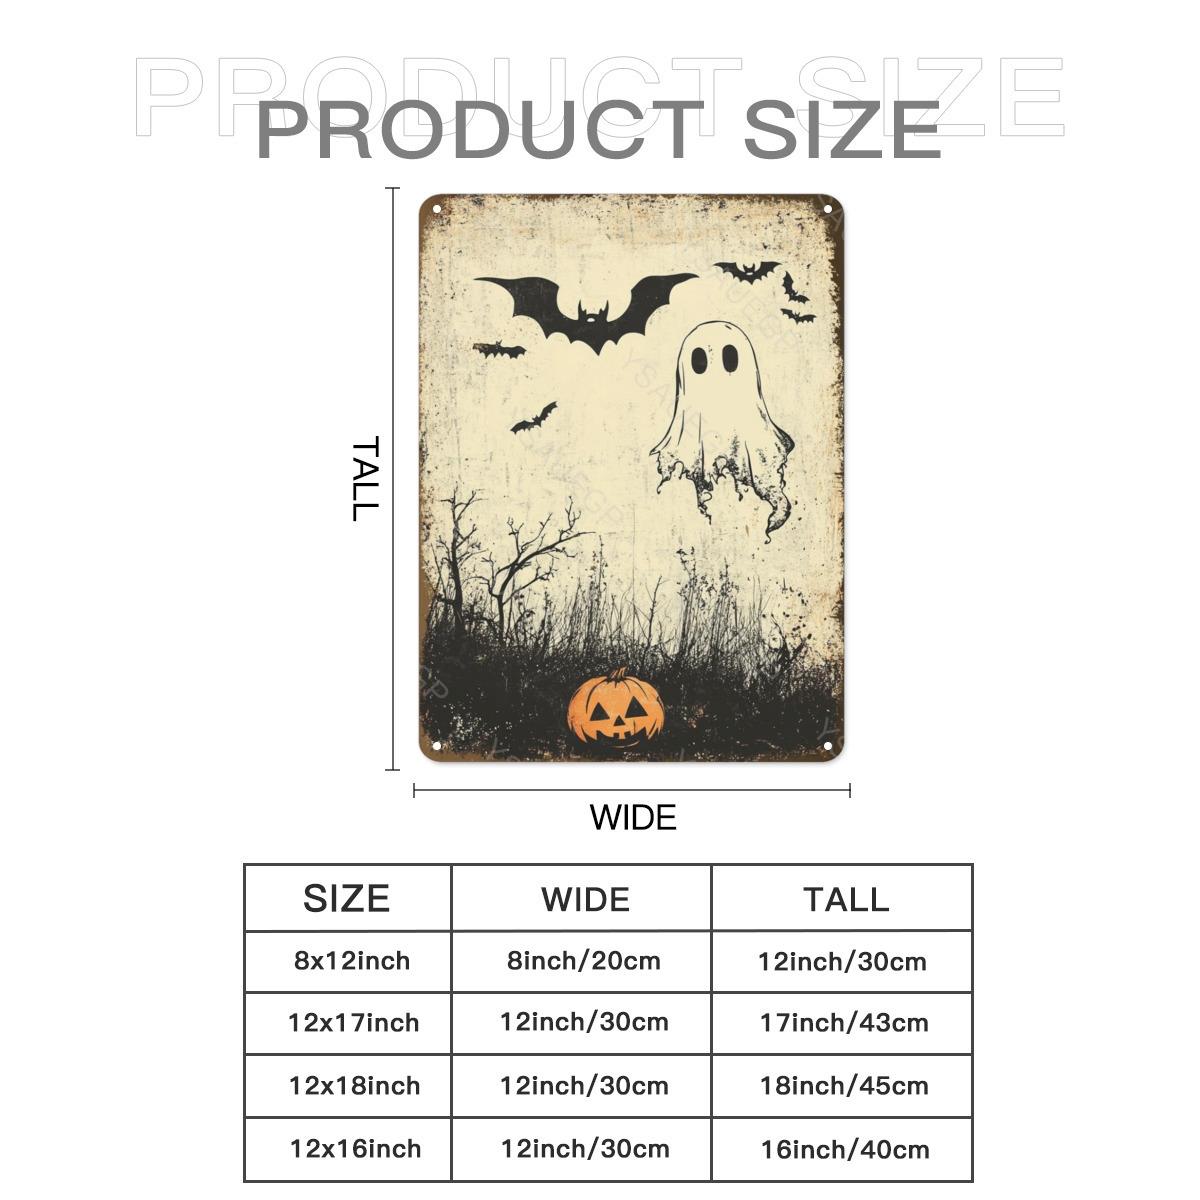 PRODUCT SIZE
PRODUCT SIZE
TALL
YSAUEGP
WIDE
SIZE WIDE TALL
8x12inch 8inch/20cm 12inch/30cm
12x17inch 12inch/30cm 17inch/43cm
12x18inch 12inch/30cm 18inch/45cm
12x16inch 12inch/30cm 16inch/40cm